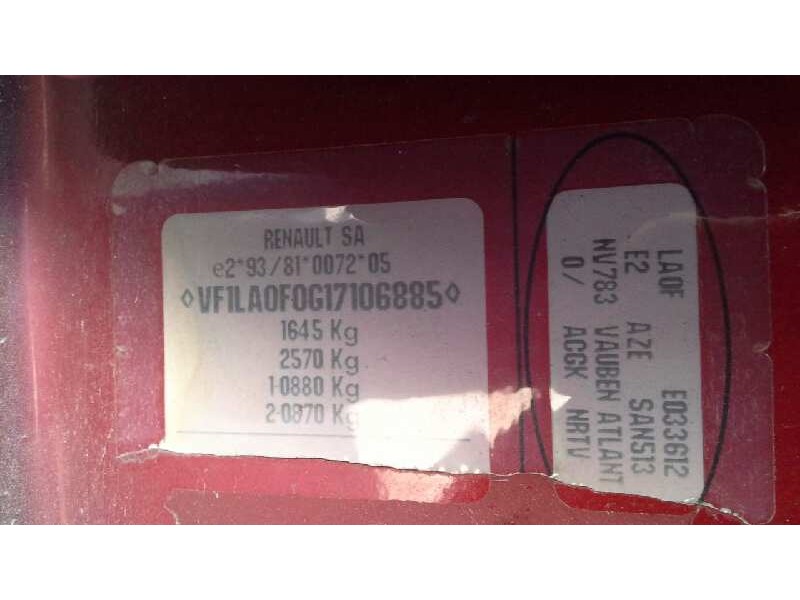 RENAULT SA
e2*93/81*0072*05
◊VF1LA0F0G17106885◊
1645 Kg
2570 Kg
1-0880 Kg
2-0870 Kg
LA0F E033612
E2 AZE SAN513
NV783 VAUBEN ATLANT
0/ ACGK NRTV